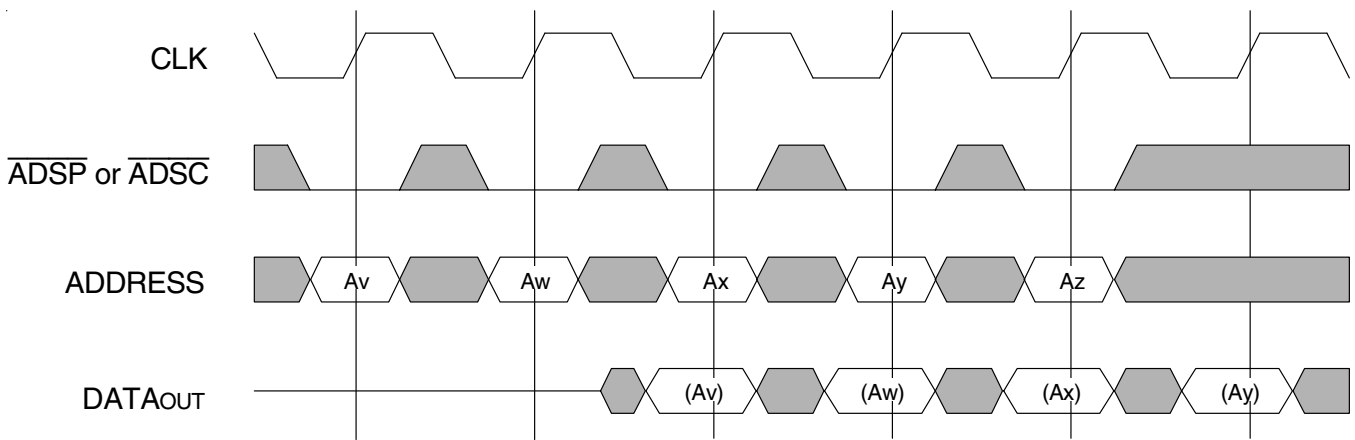 CLK
ADSP or ADSC
ADDRESS Av Aw Ax Ay Az
DATAOUT (Av) (Aw) (Ax) (Ay)